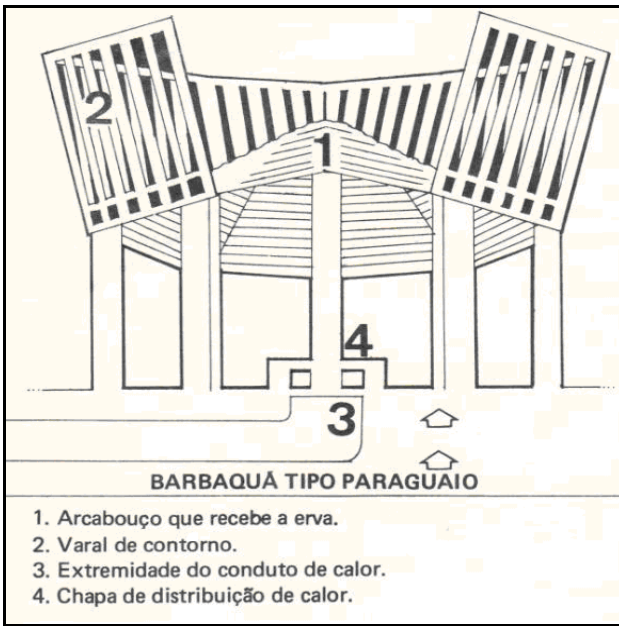 2
1
4
3
BARBAQUÁ TIPO PARAGUAIO
1. Arcabouço que recebe a erva.
2. Varal de contorno.
3. Extremidade do conduto de calor.
4. Chapa de distribuição de calor.